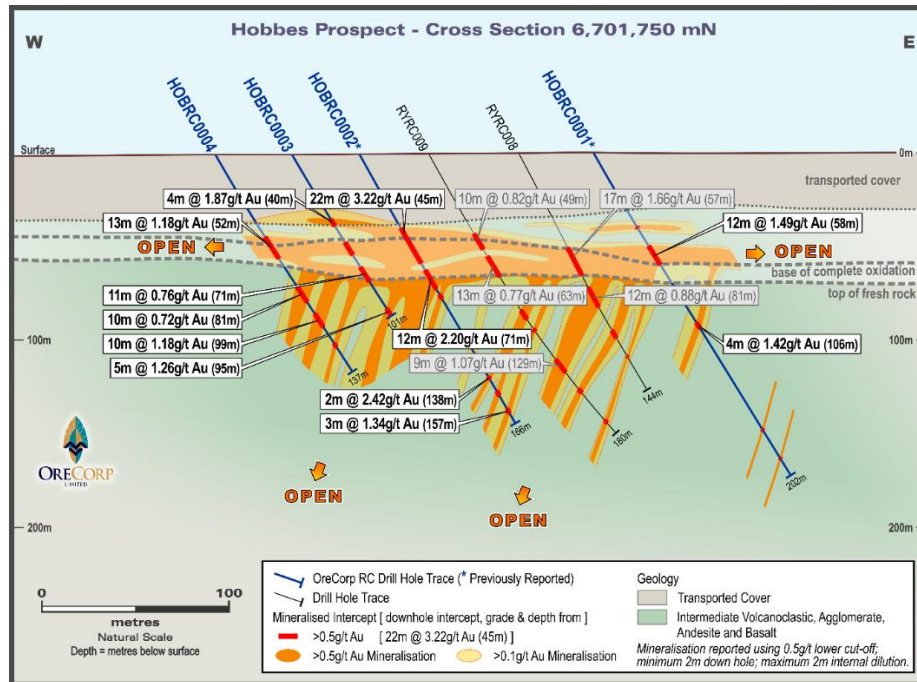 Hobbes Prospect - Cross Section 6,701,750 mN
W
E
HOBRC0004
HOBRC0003
HOBRC0002*
RYRC009
RYRC008
HOBRC0001*
Surface
0m
transported cover
4m @ 1.87g/t Au (40m)
22m @ 3.22g/t Au (45m)
10m @ 0.82g/t Au (49m)
17m @ 1.66g/t Au (57m)
13m @ 1.18g/t Au (52m)
12m @ 1.49g/t Au (58m)
OPEN
OPEN
base of complete oxidation
top of fresh rock
11m @ 0.76g/t Au (71m)
13m @ 0.77g/t Au (63m)
12m @ 0.88g/t Au (81m)
10m @ 0.72g/t Au (81m)
101m
100m
100m
10m @ 1.18g/t Au (99m)
12m @ 2.20g/t Au (71m)
4m @ 1.42g/t Au (106m)
5m @ 1.26g/t Au (95m)
9m @ 1.07g/t Au (129m)
137m
144m
2m @ 2.42g/t Au (138m)
3m @ 1.34g/t Au (157m)
166m
180m
202m
ORECORP
LIMITED
OPEN
OPEN
200m
200m
0
100
metres
Natural Scale
Depth = metres below surface
OreCorp RC Drill Hole Trace (* Previously Reported)
Drill Hole Trace
Mineralised Intercept [ downhole intercept, grade & depth from ]
>0.5g/t Au [ 22m @ 3.22g/t Au (45m) ]
>0.5g/t Au Mineralisation
>0.1g/t Au Mineralisation
Geology
Transported Cover
Intermediate Volcanoclastic, Agglomerate,
Andesite and Basalt
Mineralisation reported using 0.5g/t lower cut-off;
minimum 2m down hole; maximum 2m internal dilution.